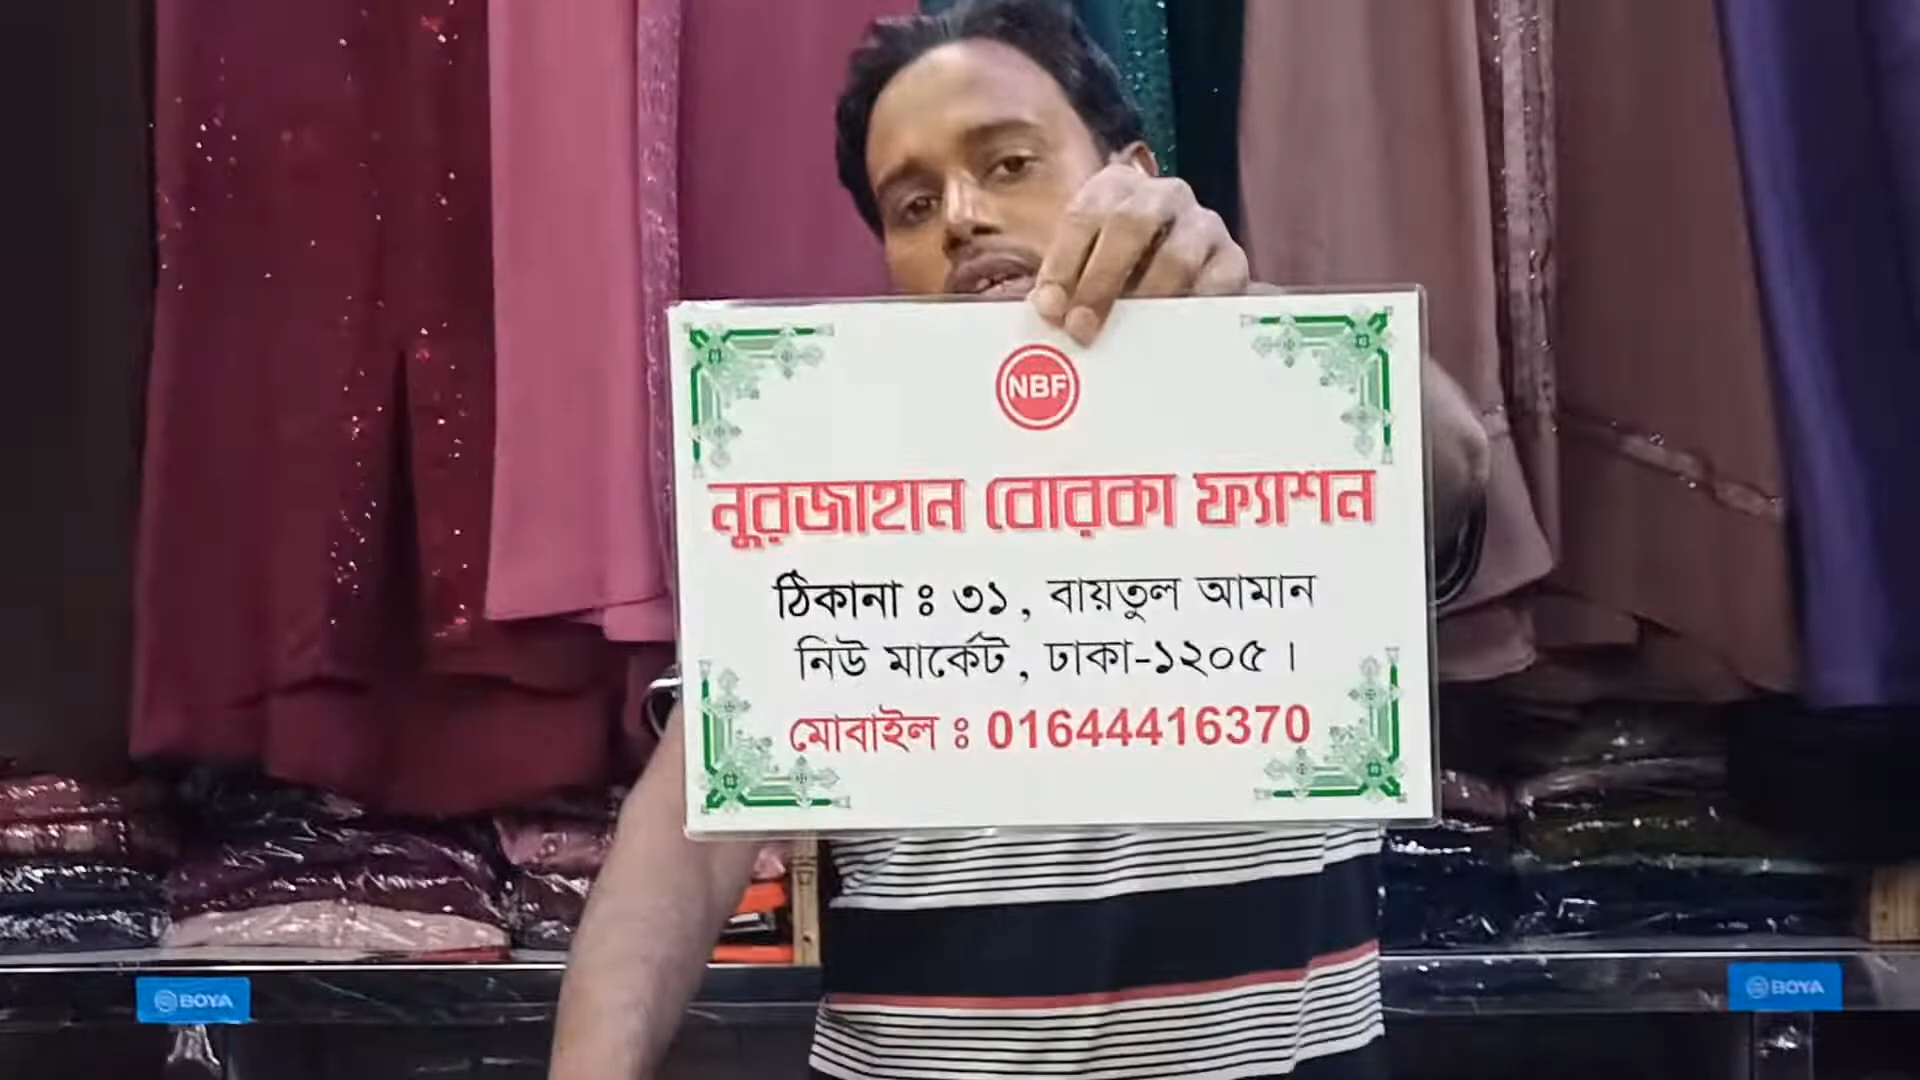 NBF
নুরজাহান বোরকা ফ্যাশন
ঠিকানা ঃ ৩১, বায়তুল আমান
নিউ মার্কেট, ঢাকা-১২০৫।
মোবাইল ঃ 01644416370
BOYA
BOYA